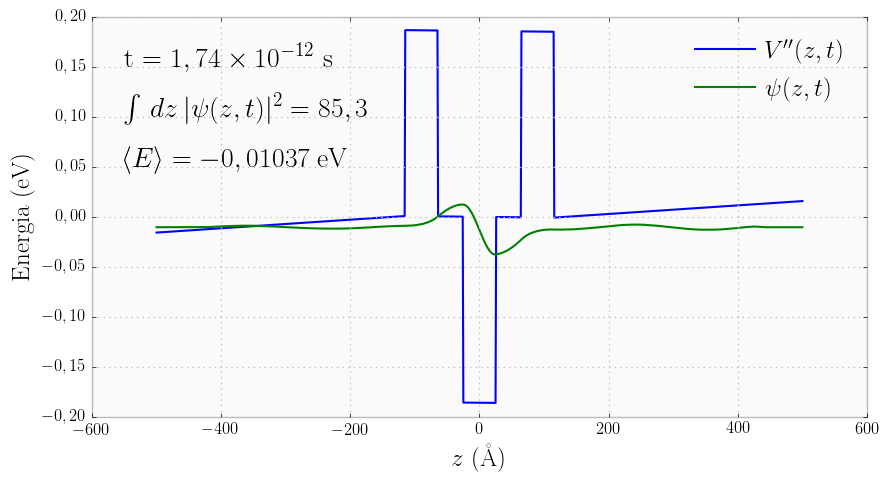 t = 1,74 × 10⁻¹² s
∫ dz |ψ(z,t)|² = 85,3
⟨E⟩ = −0,01037 eV
V″(z,t)
ψ(z,t)
Energia (eV)
0,20
0,15
0,10
0,05
0,00
−0,05
−0,10
−0,15
−0,20
−600 −400 −200 0 200 400 600
z (Å)